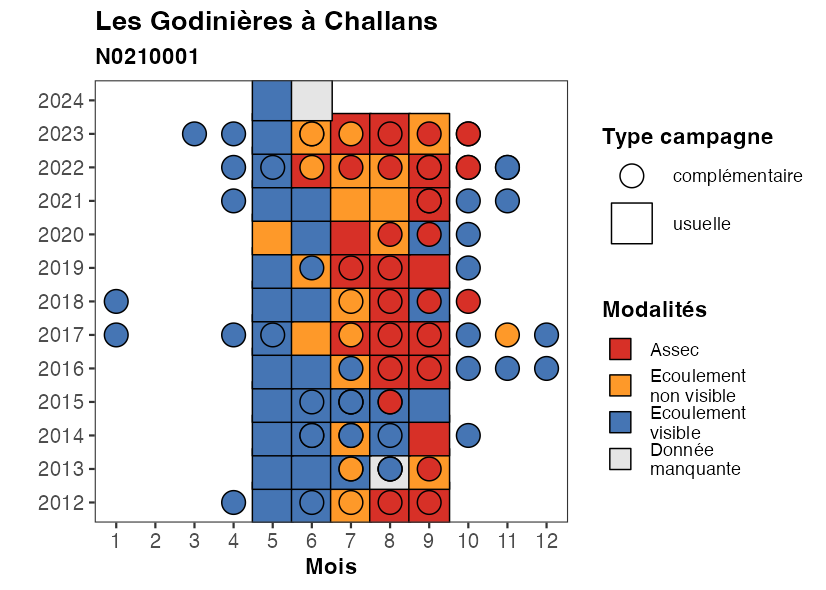 Les Godinières à Challans
N0210001
2024
2023
2022
2021
2020
2019
2018
2017
2016
2015
2014
2013
2012
1 2 3 4 5 6 7 8 9 10 11 12
Mois
Type campagne
complémentaire
usuelle
Modalités
Assec
Ecoulement
non visible
Ecoulement
visible
Donnée
manquante